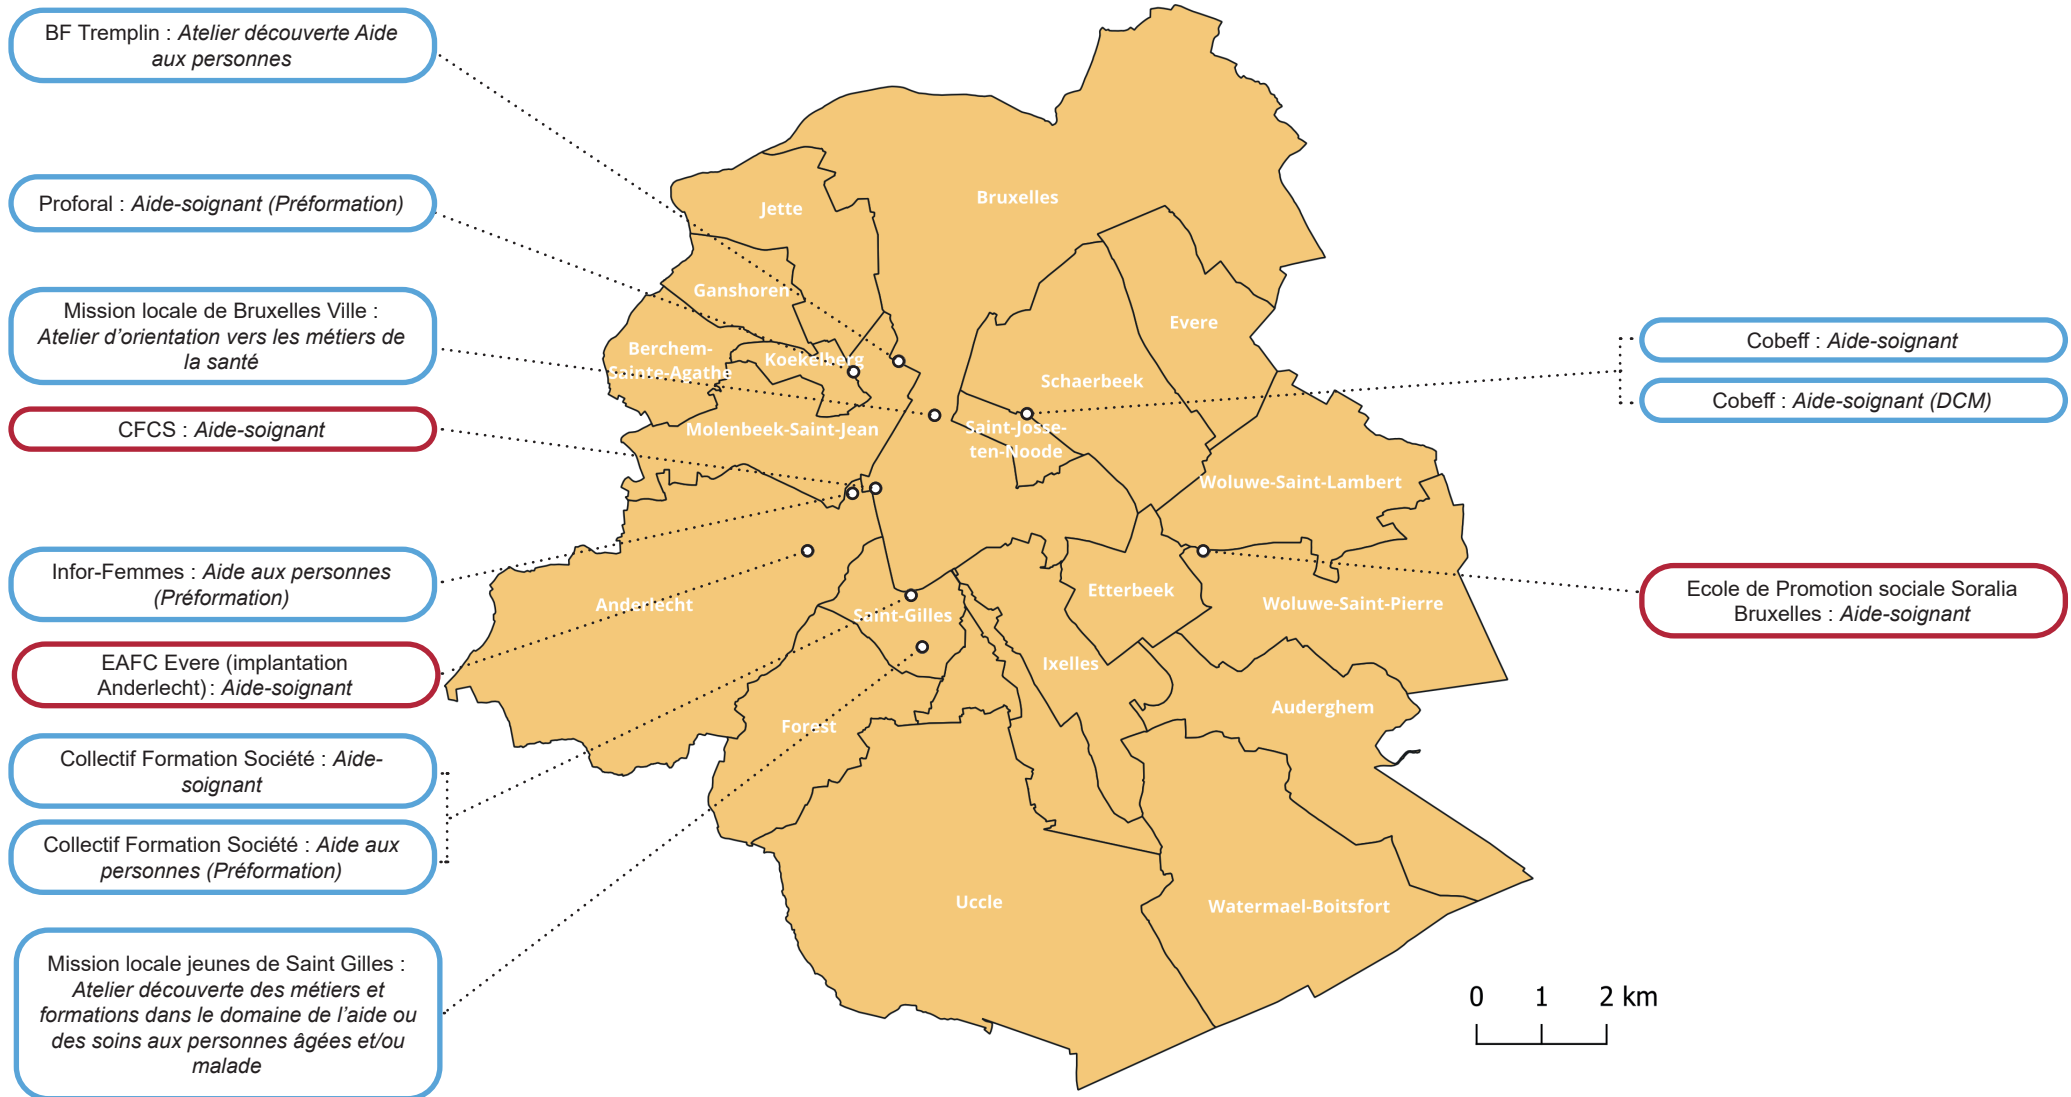 BF Tremplin : Atelier découverte Aide
aux personnes
Proforal : Aide-soignant (Préformation)
Mission locale de Bruxelles Ville :
Atelier d’orientation vers les métiers de
la santé
CFCS : Aide-soignant
Infor-Femmes : Aide aux personnes
(Préformation)
EAFC Evere (implantation
Anderlecht) : Aide-soignant
Collectif Formation Société : Aide-
soignant
Collectif Formation Société : Aide aux
personnes (Préformation)
Mission locale jeunes de Saint Gilles :
Atelier découverte des métiers et
formations dans le domaine de l’aide ou
des soins aux personnes âgées et/ou
malade
Bruxelles
Jette
Ganshoren
Evere
Berchem-
Sainte-Agathe
Koekelberg
Schaerbeek
Molenbeek-Saint-Jean
Saint-Josse-
ten-Noode
Woluwe-Saint-Lambert
Etterbeek
Woluwe-Saint-Pierre
Anderlecht
Saint-Gilles
Ixelles
Auderghem
Forest
Uccle
Watermael-Boitsfort
Cobeff : Aide-soignant
Cobeff : Aide-soignant (DCM)
Ecole de Promotion sociale Soralia
Bruxelles : Aide-soignant
0 1 2 km